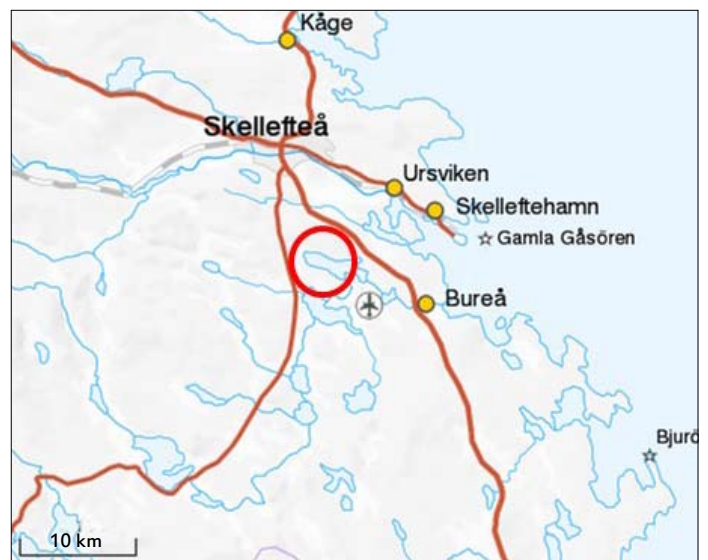 Kåge
Skellefteå
Ursviken
Skelleftehamn
Gamla Gåsören
Bureå
Bjurö
10 km